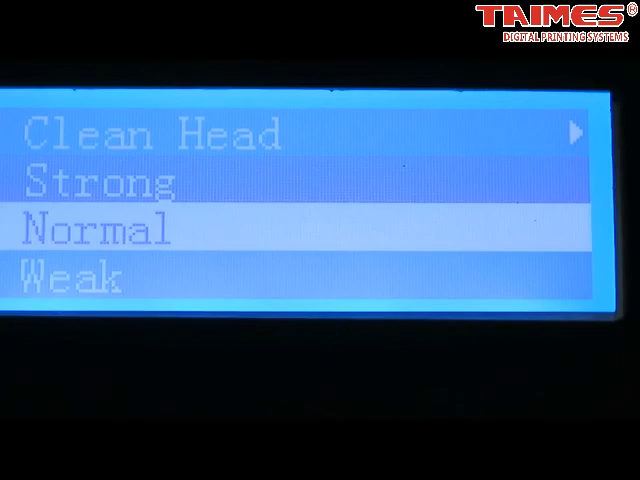 TAIMES®
DIGITAL PRINTING SYSTEMS
Clean Head
Strong
Normal
Weak